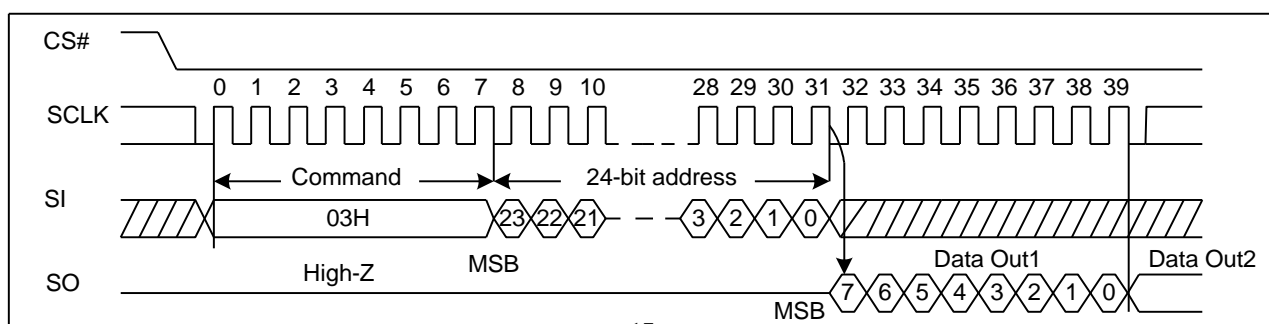 CS#
0 1 2 3 4 5 6 7 8 9 10 28 29 30 31 32 33 34 35 36 37 38 39
SCLK
Command 24-bit address
SI
03H 23 22 21 3 2 1 0
High-Z MSB Data Out1 Data Out2
SO
7 6 5 4 3 2 1 0
MSB